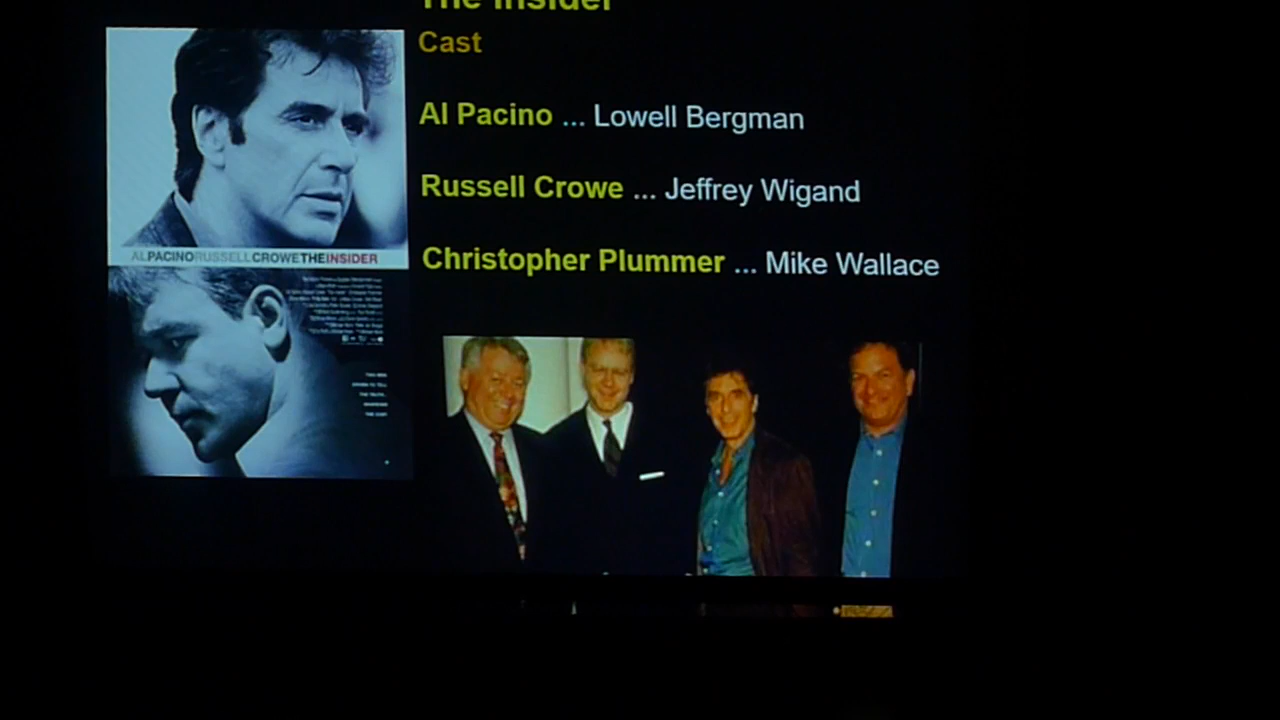 The Insider
Cast
Al Pacino ... Lowell Bergman
Russell Crowe ... Jeffrey Wigand
Christopher Plummer ... Mike Wallace
ALPACINORUSSELLCROWETHEINSIDER